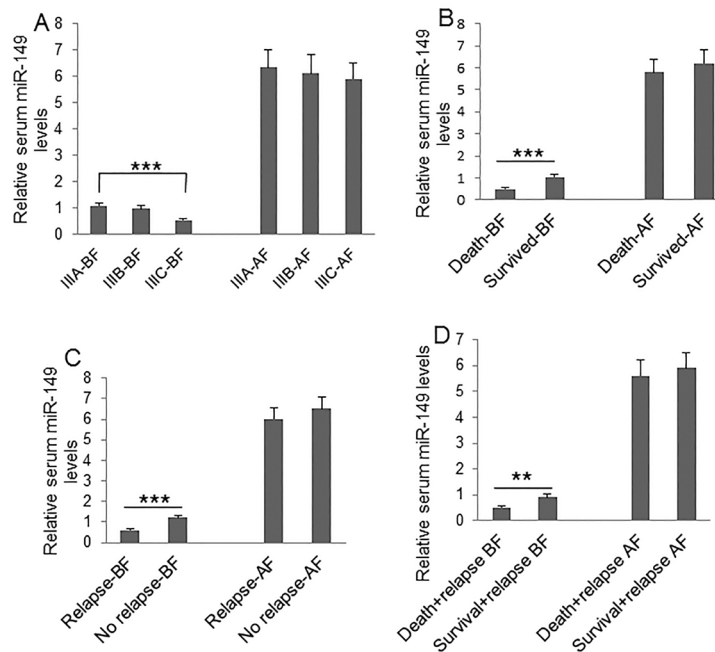 A
Relative serum miR-149
levels
8
7
6
5
4
3
2
1
0
***
IIIA-BF
IIIB-BF
IIIC-BF
IIIA-AF
IIIB-AF
IIIC-AF
B
Relative serum miR-149
levels
8
7
6
5
4
3
2
1
0
***
Death-BF
Survived-BF
Death-AF
Survived-AF
C
Relative serum miR-149
levels
8
7
6
5
4
3
2
1
0
***
Relapse-BF
No relapse-BF
Relapse-AF
No relapse-AF
D
Relative serum miR-149 levels
7
6
5
4
3
2
1
0
**
Death+relapse BF
Survival+relapse BF
Death+relapse AF
Survival+relapse AF